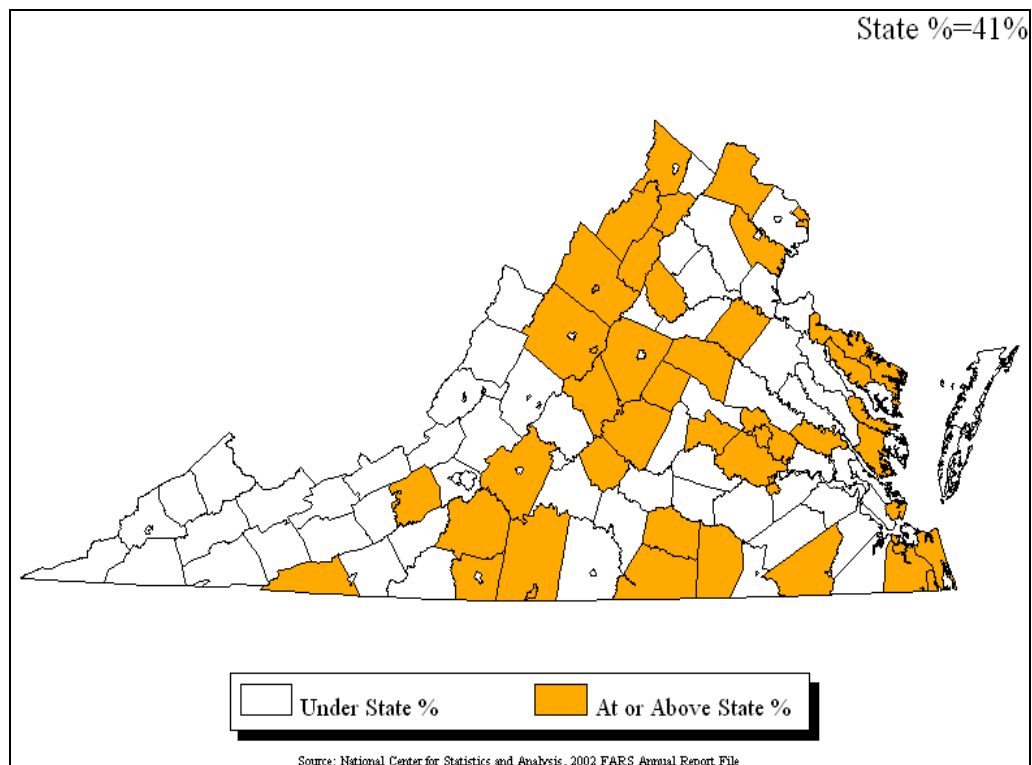 State %=41%
Under State %
At or Above State %
Source: National Center for Statistics and Analysis, 2002 FARS Annual Report File